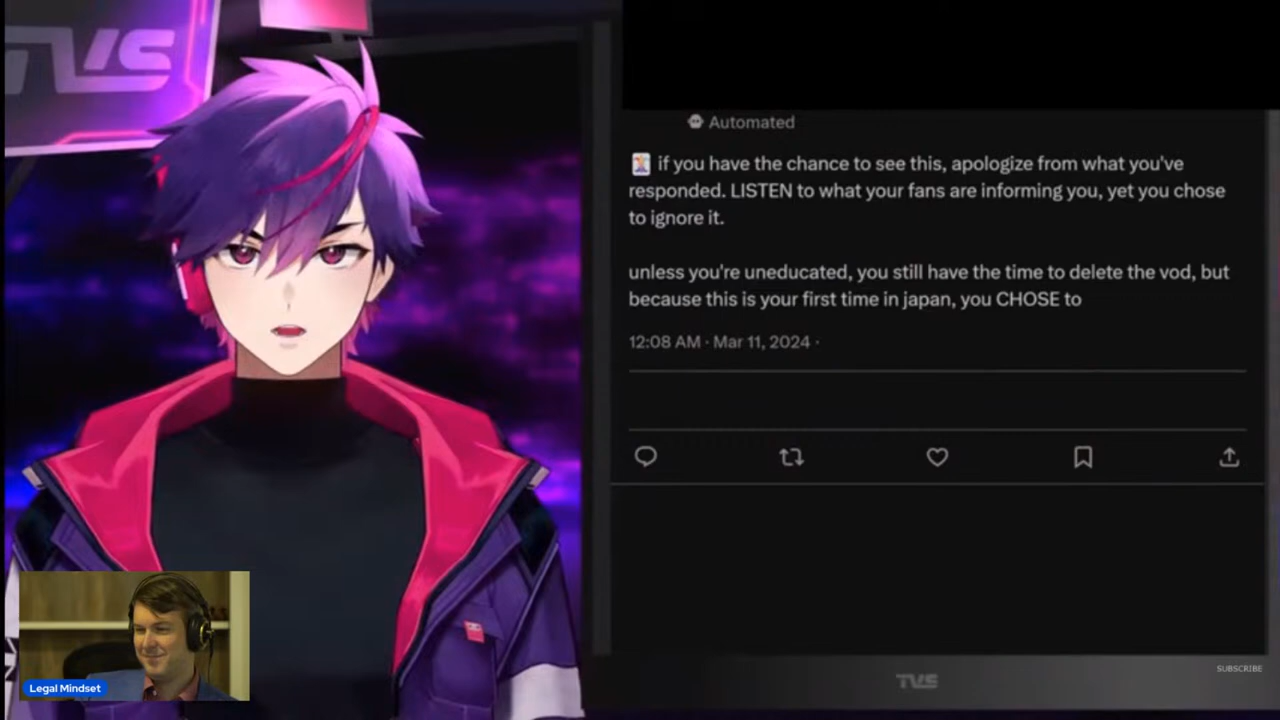 TVS
Automated
if you have the chance to see this, apologize from what you've
responded. LISTEN to what your fans are informing you, yet you chose
to ignore it.
unless you're uneducated, you still have the time to delete the vod, but
because this is your first time in japan, you CHOSE to
12:08 AM · Mar 11, 2024 ·
Legal Mindset
SUBSCRIBE
TVS